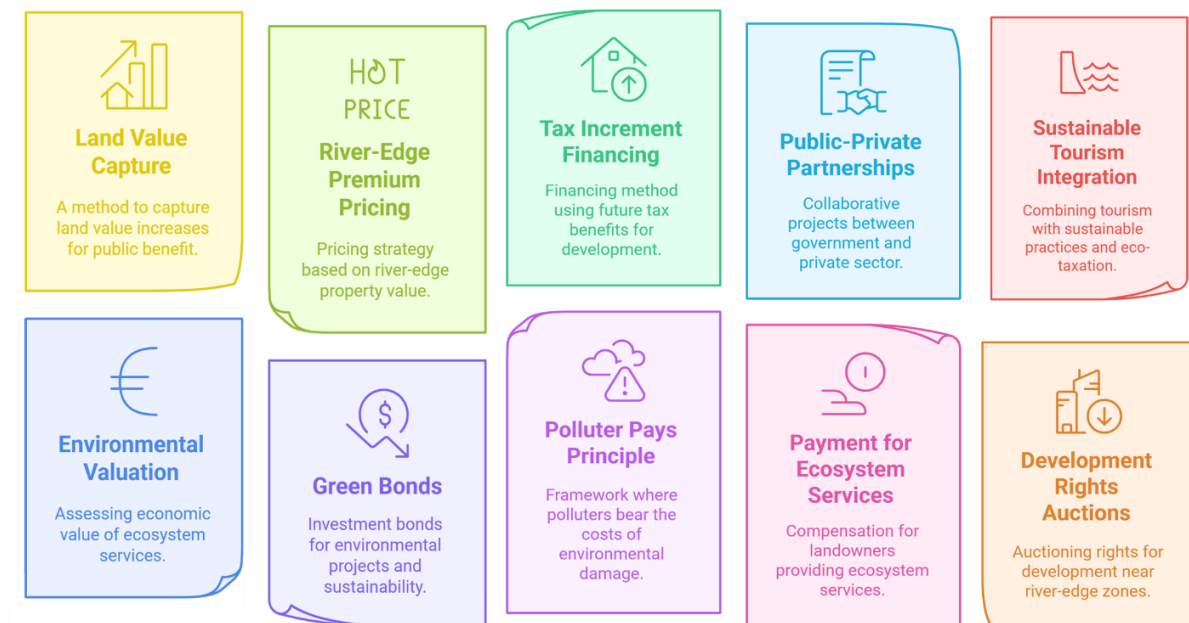 Land Value
Capture
A method to capture
land value increases
for public benefit.
HOT
PRICE
River-Edge
Premium
Pricing
Pricing strategy
based on river-edge
property value.
Tax Increment
Financing
Financing method
using future tax
benefits for
development.
Public-Private
Partnerships
Collaborative
projects between
government and
private sector.
Sustainable
Tourism
Integration
Combining tourism
with sustainable
practices and eco-
taxation.
€
Environmental
Valuation
Assessing economic
value of ecosystem
services.
$
Green Bonds
Investment bonds
for environmental
projects and
sustainability.
Polluter Pays
Principle
Framework where
polluters bear the
costs of
environmental
damage.
Payment for
Ecosystem
Services
Compensation for
landowners
providing ecosystem
services.
Development
Rights
Auctions
Auctioning rights for
development near
river-edge zones.